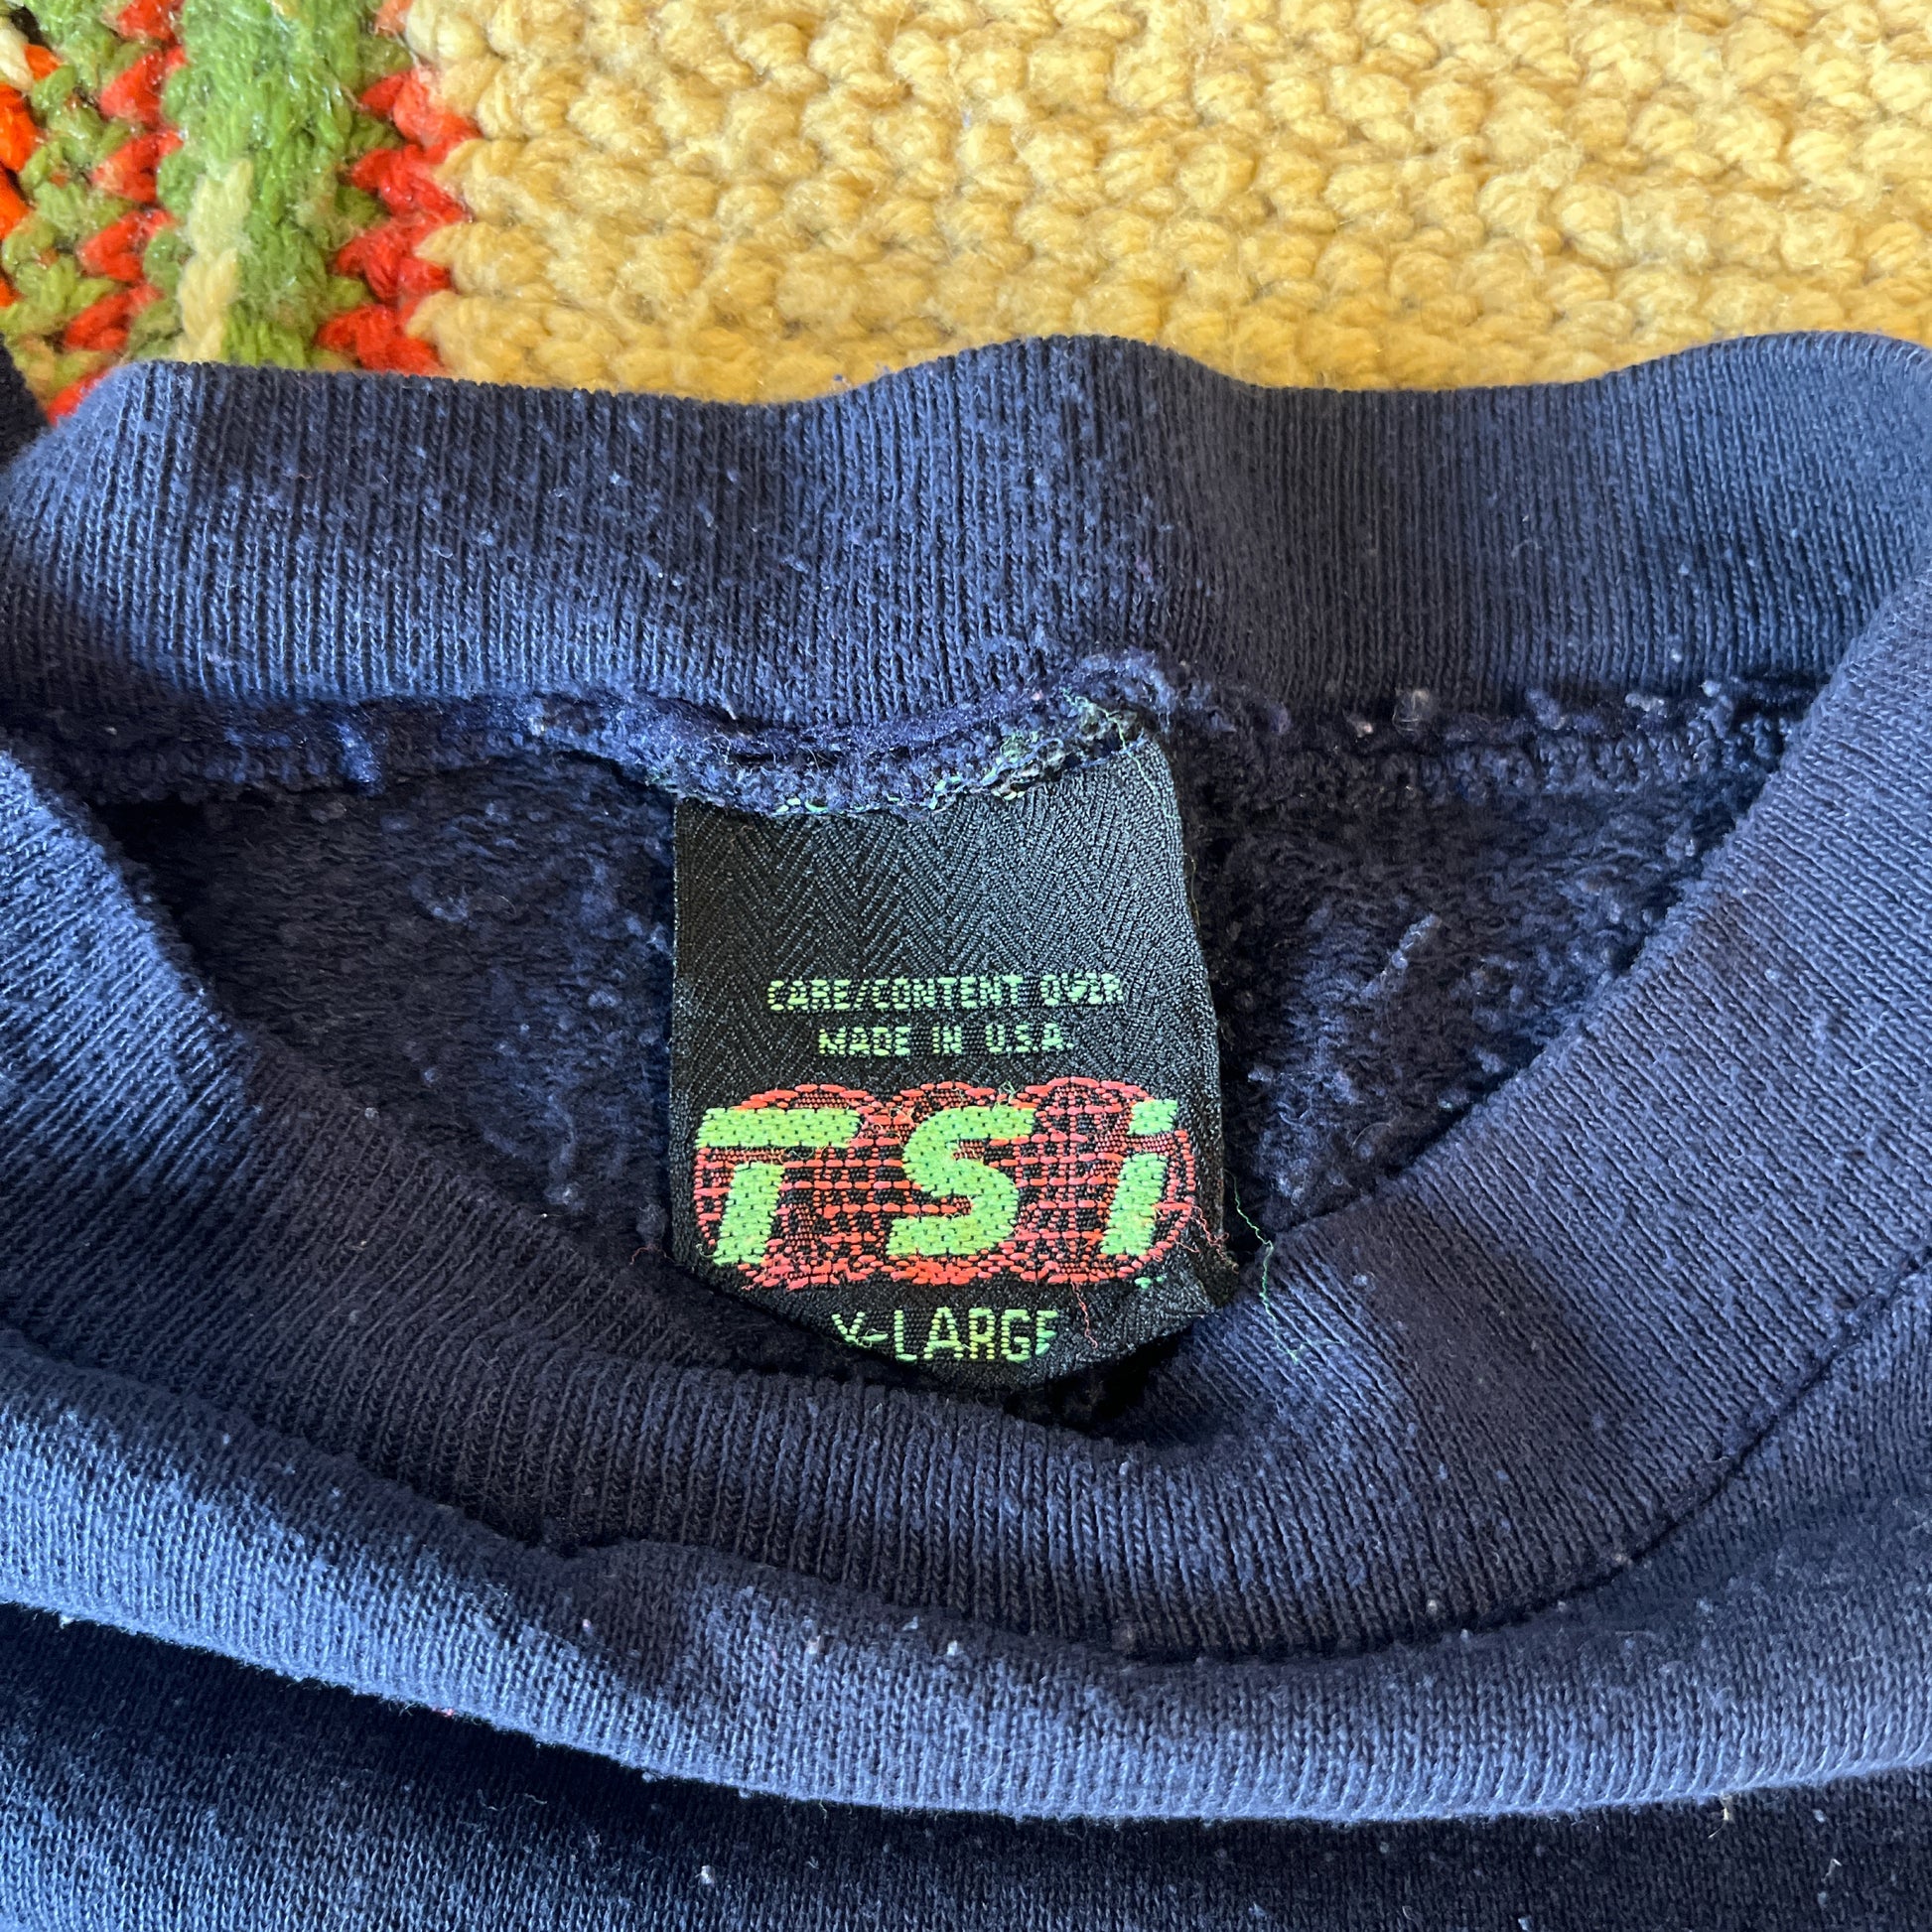 CARE/CONTENT OVER
MADE IN U.S.A.
TSi
X-LARGE